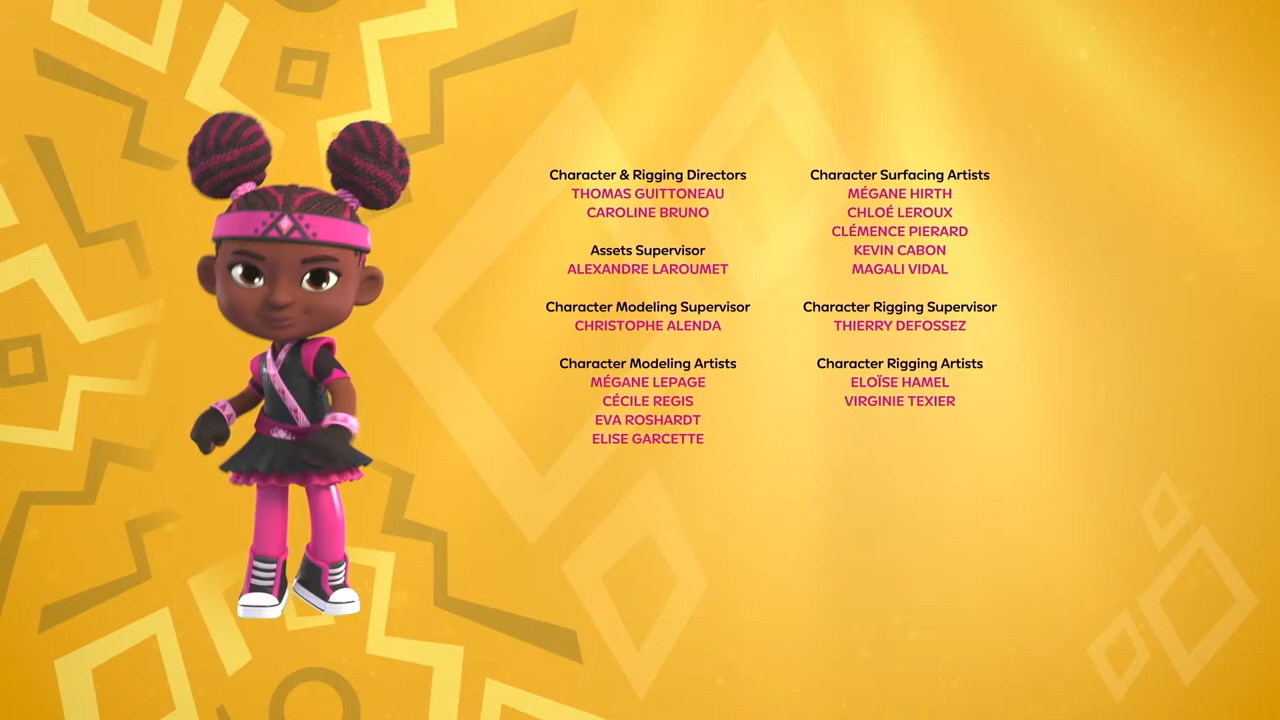 Character & Rigging Directors
THOMAS GUITTONEAU
CAROLINE BRUNO
Assets Supervisor
ALEXANDRE LAROUMET
Character Modeling Supervisor
CHRISTOPHE ALENDA
Character Modeling Artists
MÉGANE LEPAGE
CÉCILE REGIS
EVA ROSHARDT
ELISE GARCETTE
Character Surfacing Artists
MÉGANE HIRTH
CHLOÉ LEROUX
CLÉMENCE PIERARD
KEVIN CABON
MAGALI VIDAL
Character Rigging Supervisor
THIERRY DEFOSSEZ
Character Rigging Artists
ELOÏSE HAMEL
VIRGINIE TEXIER